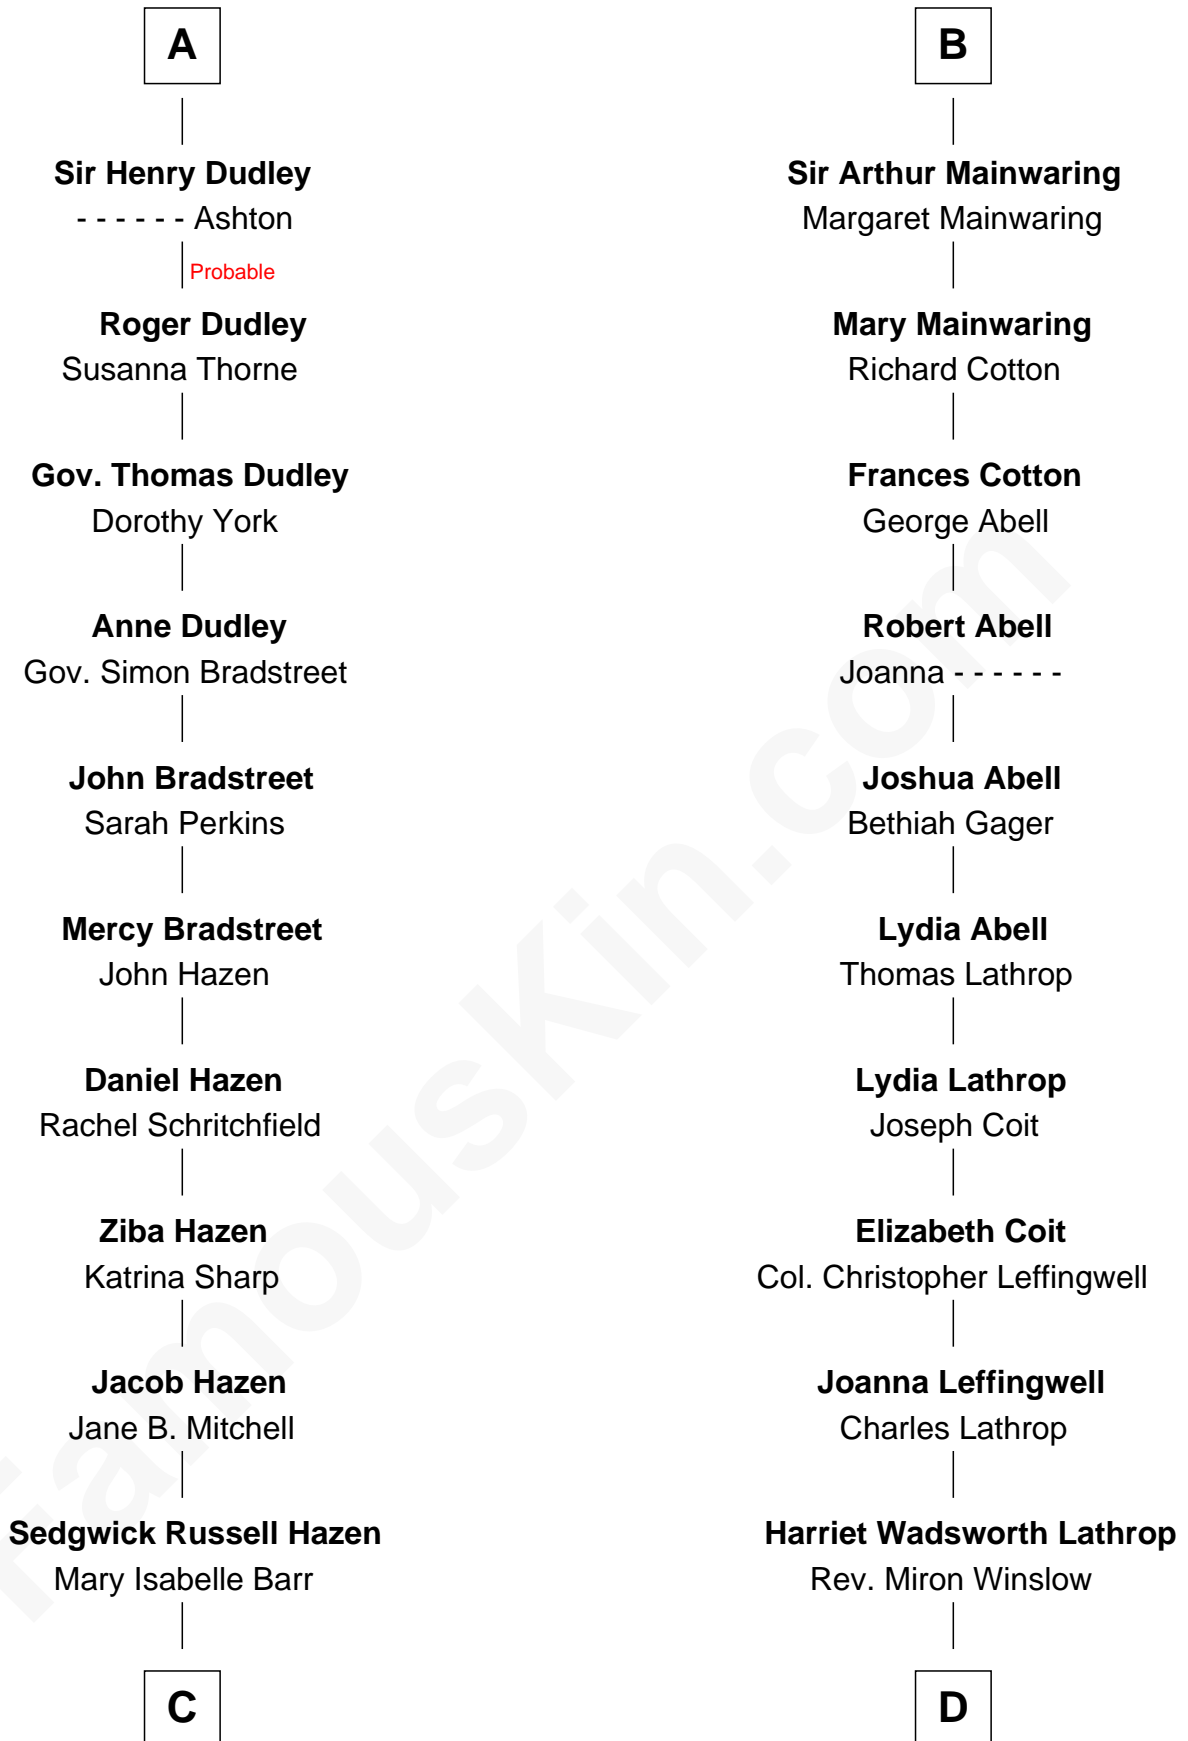 A
Sir Henry Dudley
- - - - - - Ashton
Probable
Roger Dudley
Susanna Thorne
Gov. Thomas Dudley
Dorothy York
Anne Dudley
Gov. Simon Bradstreet
John Bradstreet
Sarah Perkins
Mercy Bradstreet
John Hazen
Daniel Hazen
Rachel Schritchfield
Ziba Hazen
Katrina Sharp
Jacob Hazen
Jane B. Mitchell
Sedgwick Russell Hazen
Mary Isabelle Barr
C
B
Sir Arthur Mainwaring
Margaret Mainwaring
Mary Mainwaring
Richard Cotton
Frances Cotton
George Abell
Robert Abell
Joanna - - - - - -
Joshua Abell
Bethiah Gager
Lydia Abell
Thomas Lathrop
Lydia Lathrop
Joseph Coit
Elizabeth Coit
Col. Christopher Leffingwell
Joanna Leffingwell
Charles Lathrop
Harriet Wadsworth Lathrop
Rev. Miron Winslow
D
FamousKin.com